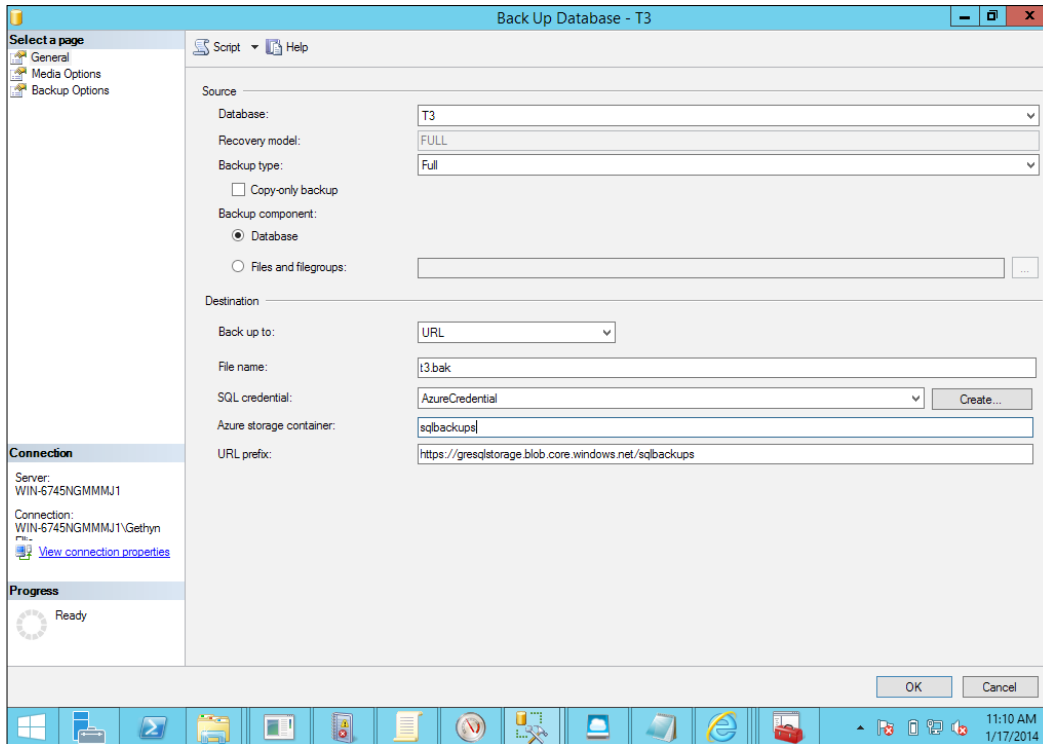 Back Up Database - T3
Select a page
General
Media Options
Backup Options
Script
Help
Source
Database:
T3
Recovery model:
FULL
Backup type:
Full
Copy-only backup
Backup component:
Database
Files and filegroups:
...
Destination
Back up to:
URL
File name:
t3.bak
SQL credential:
AzureCredential
Create...
Azure storage container:
sqlbackups
URL prefix:
https://gresqlstorage.blob.core.windows.net/sqlbackups
Connection
Server:
WIN-6745NGMMMJ1
Connection:
WIN-6745NGMMMJ1\Gethyn
View connection properties
Progress
Ready
OK
Cancel
11:10 AM
1/17/2014